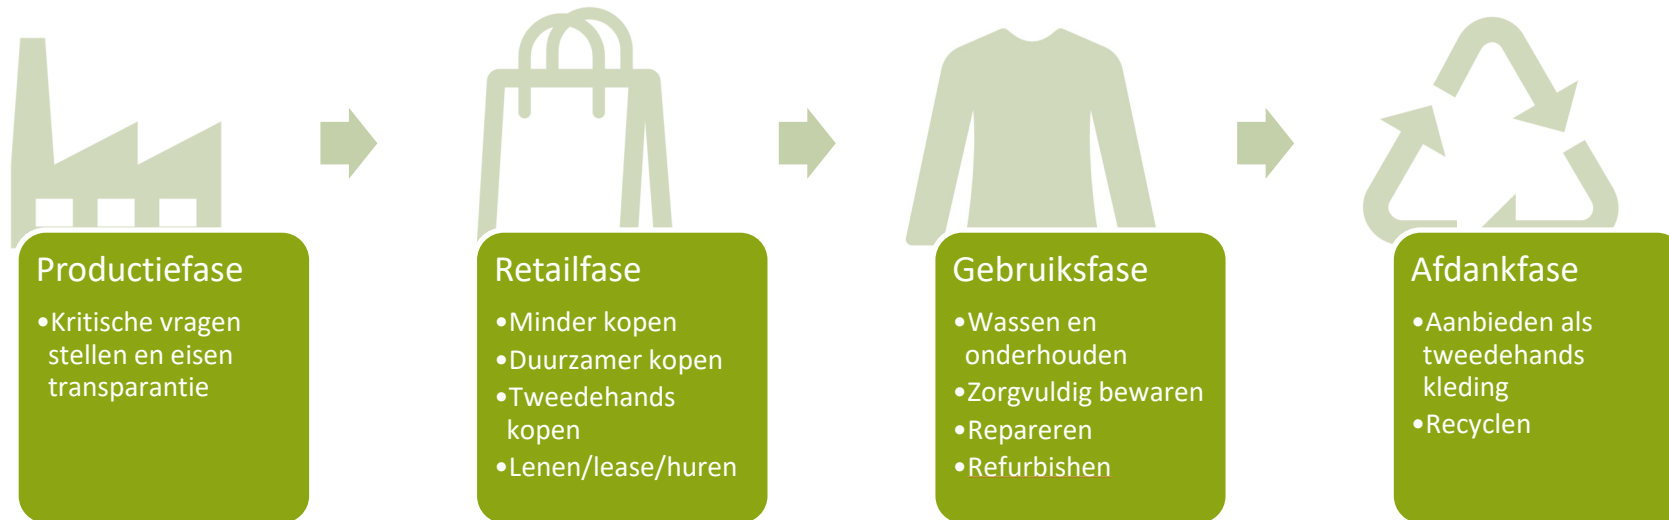 Productiefase
•Kritische vragen
stellen en eisen
transparantie
Retailfase
•Minder kopen
•Duurzamer kopen
•Tweedehands
kopen
•Lenen/lease/huren
Gebruiksfase
•Wassen en
onderhouden
•Zorgvuldig bewaren
•Repareren
•Refurbishen
Afdankfase
•Aanbieden als
tweedehands
kleding
•Recyclen